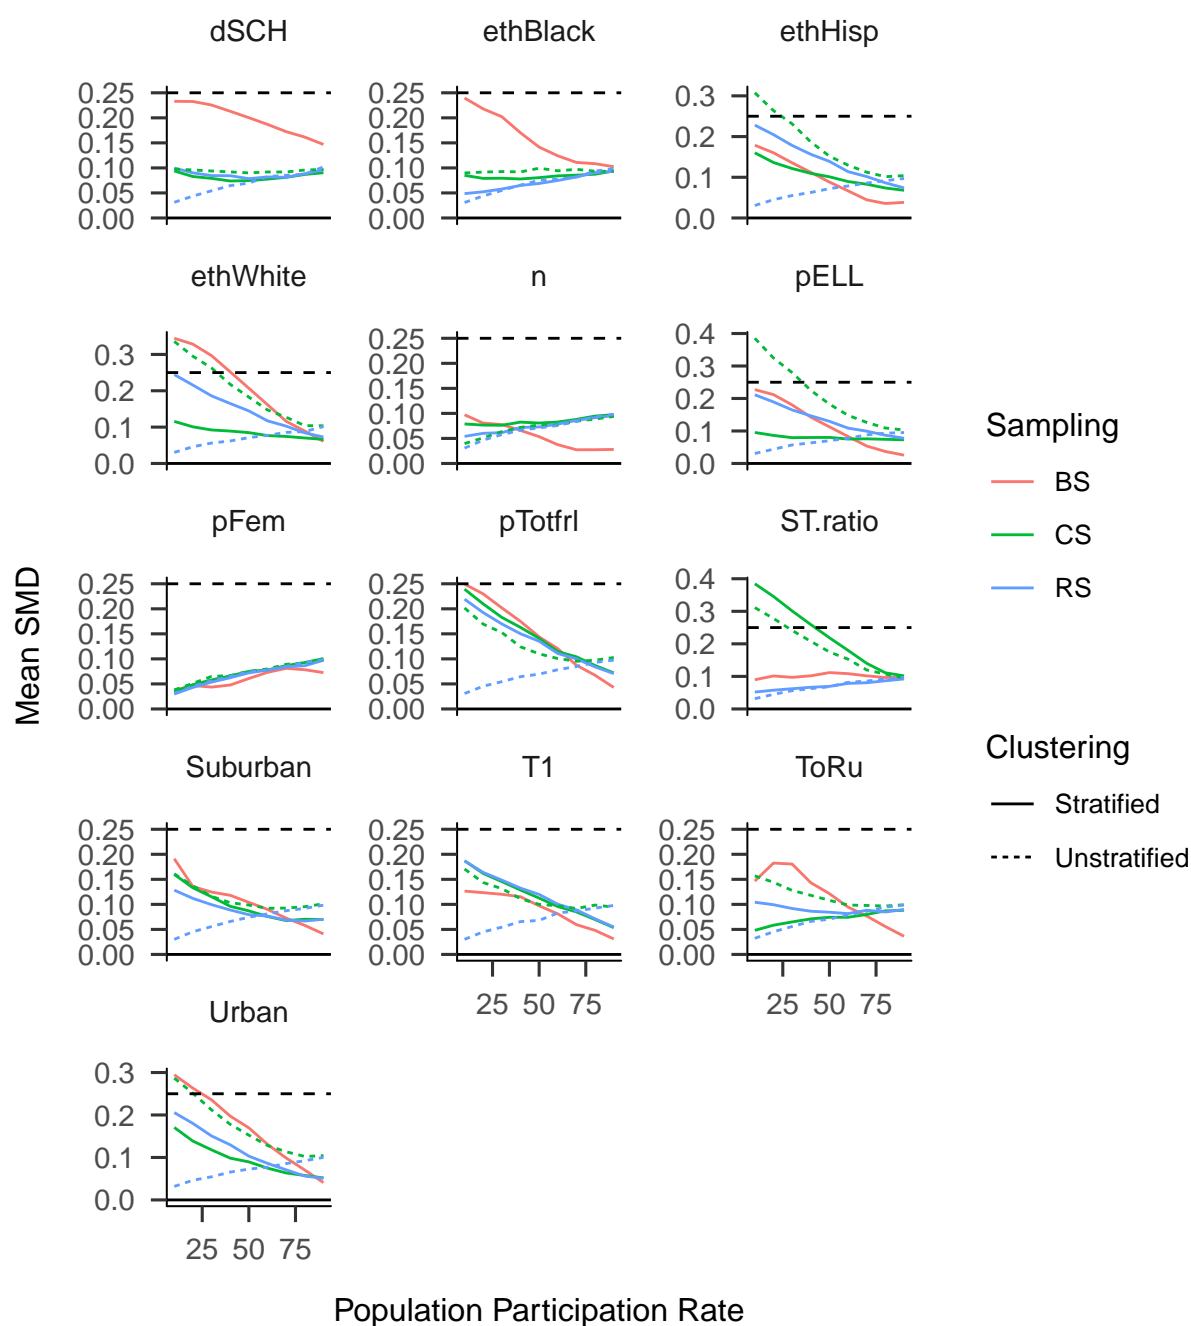 dSCH ethBlack ethHisp
0.25 0.20 0.15 0.10 0.05 0.00
0.25 0.20 0.15 0.10 0.05 0.00
0.3 0.2 0.1 0.0
ethWhite n pELL
0.3 0.2 0.1 0.0
0.25 0.20 0.15 0.10 0.05 0.00
0.4 0.3 0.2 0.1 0.0
pFem pTotfrl ST.ratio
0.25 0.20 0.15 0.10 0.05 0.00
0.25 0.20 0.15 0.10 0.05 0.00
0.4 0.3 0.2 0.1 0.0
Suburban T1 ToRu
0.25 0.20 0.15 0.10 0.05 0.00
0.25 0.20 0.15 0.10 0.05 0.00
0.25 0.20 0.15 0.10 0.05 0.00
25 50 75 25 50 75
Urban
0.3 0.2 0.1 0.0
25 50 75
Mean SMD
Population Participation Rate
Sampling
BS
CS
RS
Clustering
Stratified
Unstratified